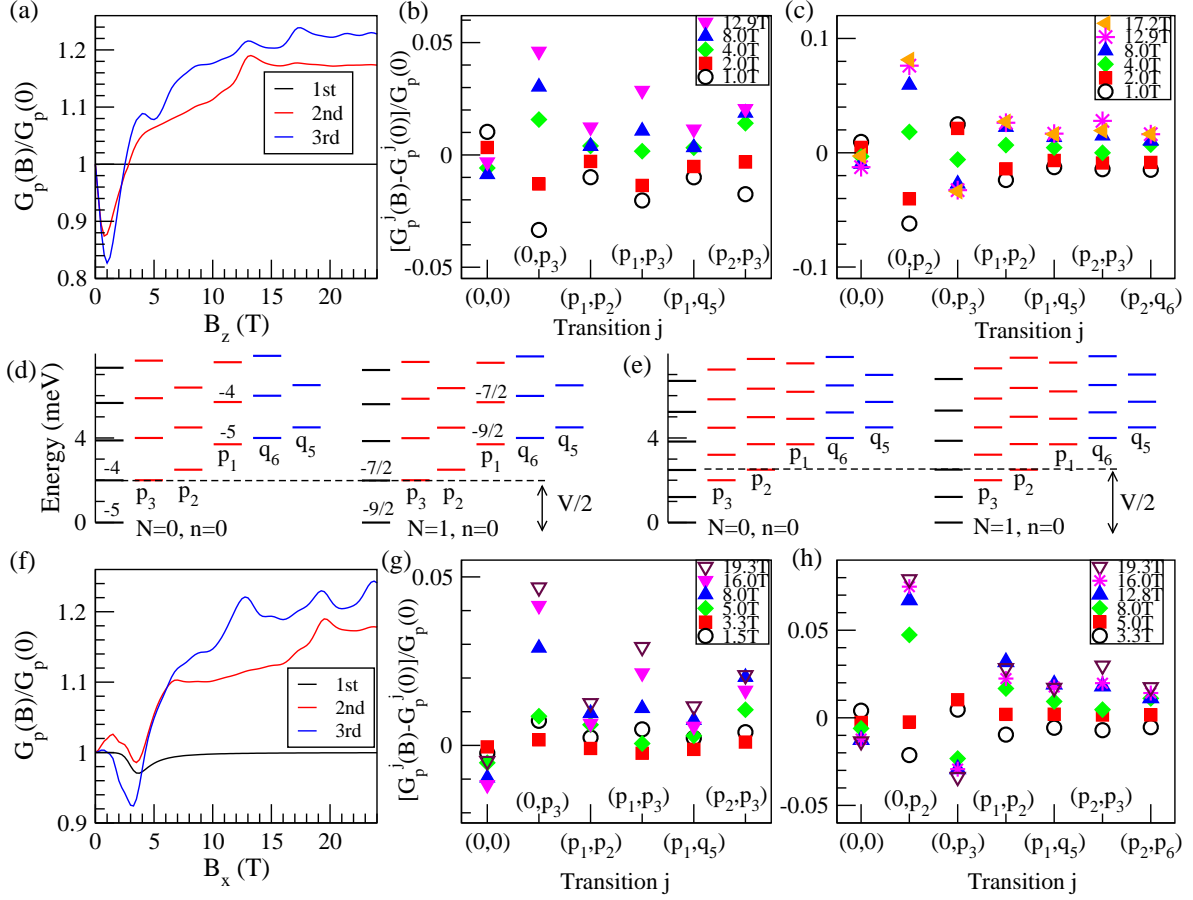 (a)
G_p(B)/G_p(0)
1.2
1.1
1
0.9
0.8
1st
2nd
3rd
0 5 10 15 20
B_z (T)
(b)
[G_p^j(B)-G_p^j(0)]/G_p(0)
0.05
0
-0.05
12.9T
8.0T
4.0T
2.0T
1.0T
(0,p_3) (p_1,p_3) (p_2,p_3)
(0,0) (p_1,p_2) (p_1,q_5)
Transition j
(c)
0.1
0
-0.1
17.2T
12.9T
8.0T
4.0T
2.0T
1.0T
(0,p_2) (p_1,p_2) (p_2,p_3)
(0,0) (0,p_3) (p_1,q_5) (p_2,q_6)
Transition j
(d)
Energy (meV)
4
0
-4
-5
-4
-5
p_3 p_2 p_1 q_6 q_5
N=0, n=0
-7/2
-9/2
-7/2
-9/2
p_3 p_2 p_1 q_6 q_5
N=1, n=0
V/2
(e)
4
0
p_3 p_2 p_1 q_6 q_5
N=0, n=0
p_3 p_2 p_1 q_6 q_5
N=1, n=0
V/2
(f)
G_p(B)/G_p(0)
1.2
1.1
1
0.9
1st
2nd
3rd
0 5 10 15 20
B_x (T)
(g)
[G_p^j(B)-G_p^j(0)]/G_p(0)
0.05
0
19.3T
16.0T
8.0T
5.0T
3.3T
1.5T
(0,p_3) (p_1,p_3) (p_2,p_3)
(0,0) (p_1,p_2) (p_1,q_5)
Transition j
(h)
0.05
0
-0.05
19.3T
16.0T
12.8T
8.0T
5.0T
3.3T
(0,p_2) (p_1,p_2) (p_2,p_3)
(0,0) (0,p_3) (p_1,q_5) (p_2,p_6)
Transition j